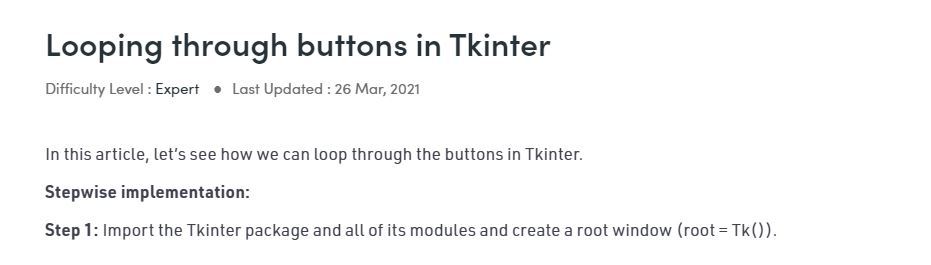 Looping through buttons in Tkinter
Difficulty Level : Expert ● Last Updated : 26 Mar, 2021
In this article, let's see how we can loop through the buttons in Tkinter.
Stepwise implementation:
Step 1: Import the Tkinter package and all of its modules and create a root window (root = Tk()).